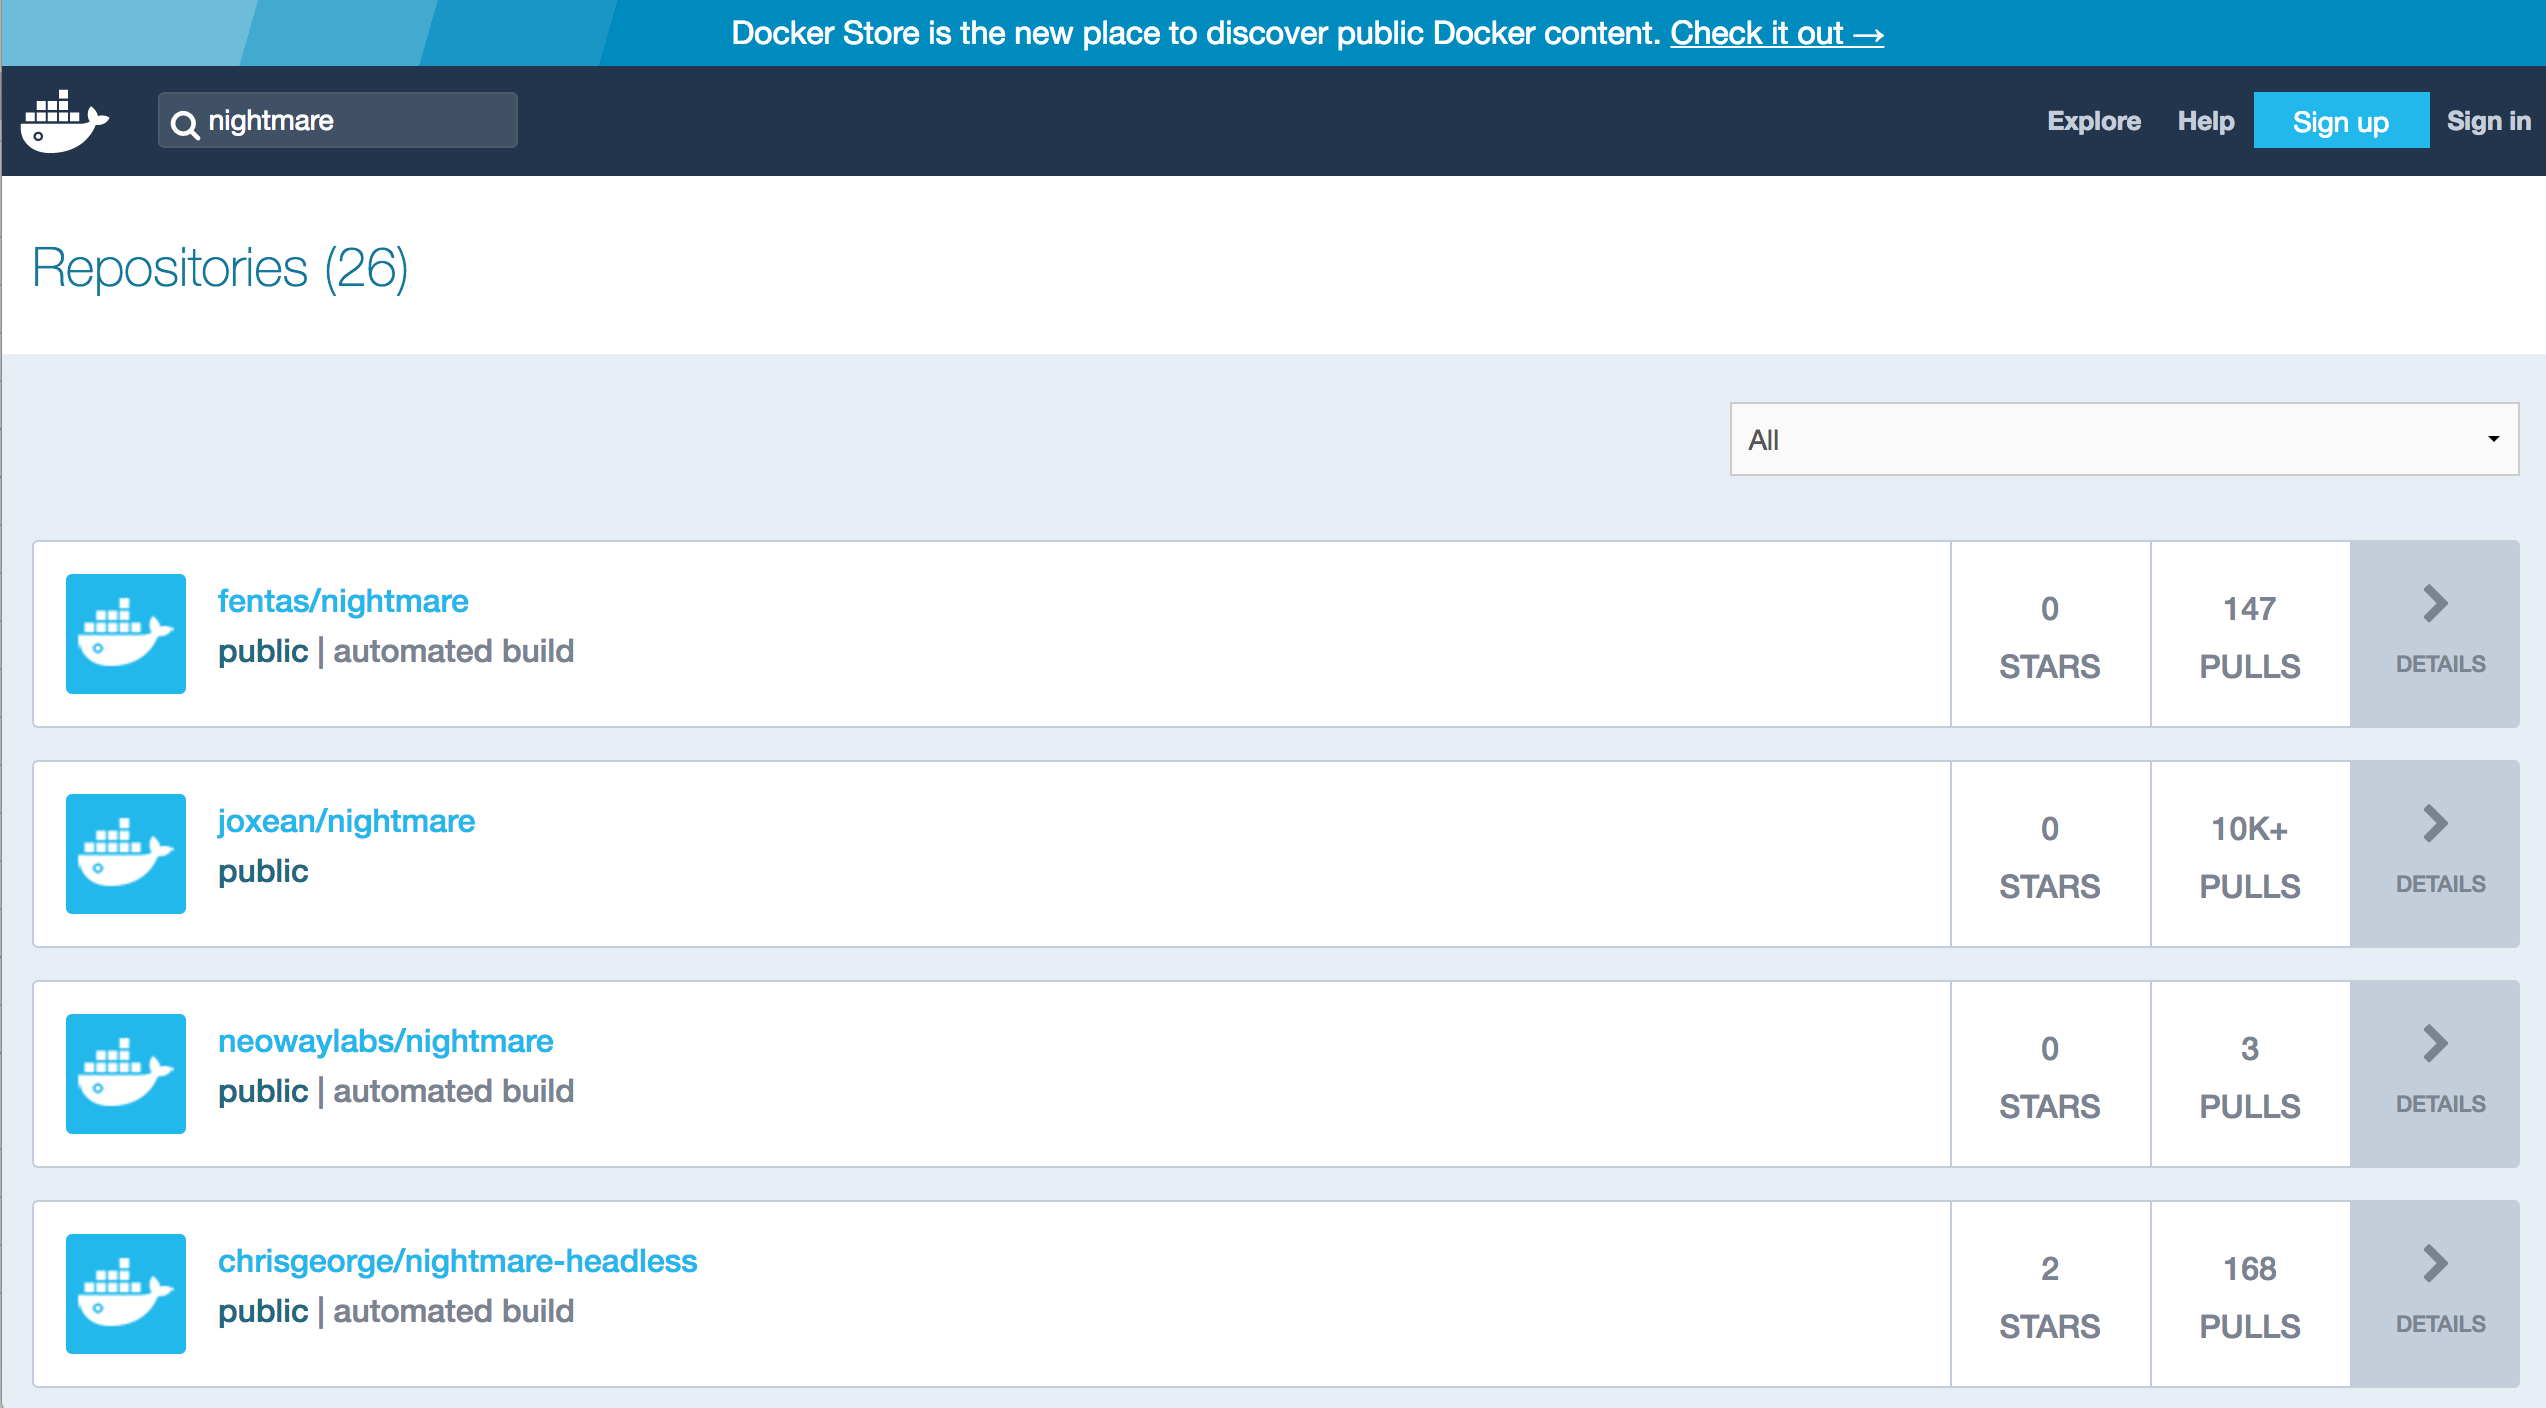 Docker Store is the new place to discover public Docker content. Check it out →
nightmare
Explore Help Sign up Sign in
Repositories (26)
All
fentas/nightmare
public | automated build
0
STARS
147
PULLS
DETAILS
joxean/nightmare
public
0
STARS
10K+
PULLS
DETAILS
neowaylabs/nightmare
public | automated build
0
STARS
3
PULLS
DETAILS
chrisgeorge/nightmare-headless
public | automated build
2
STARS
168
PULLS
DETAILS